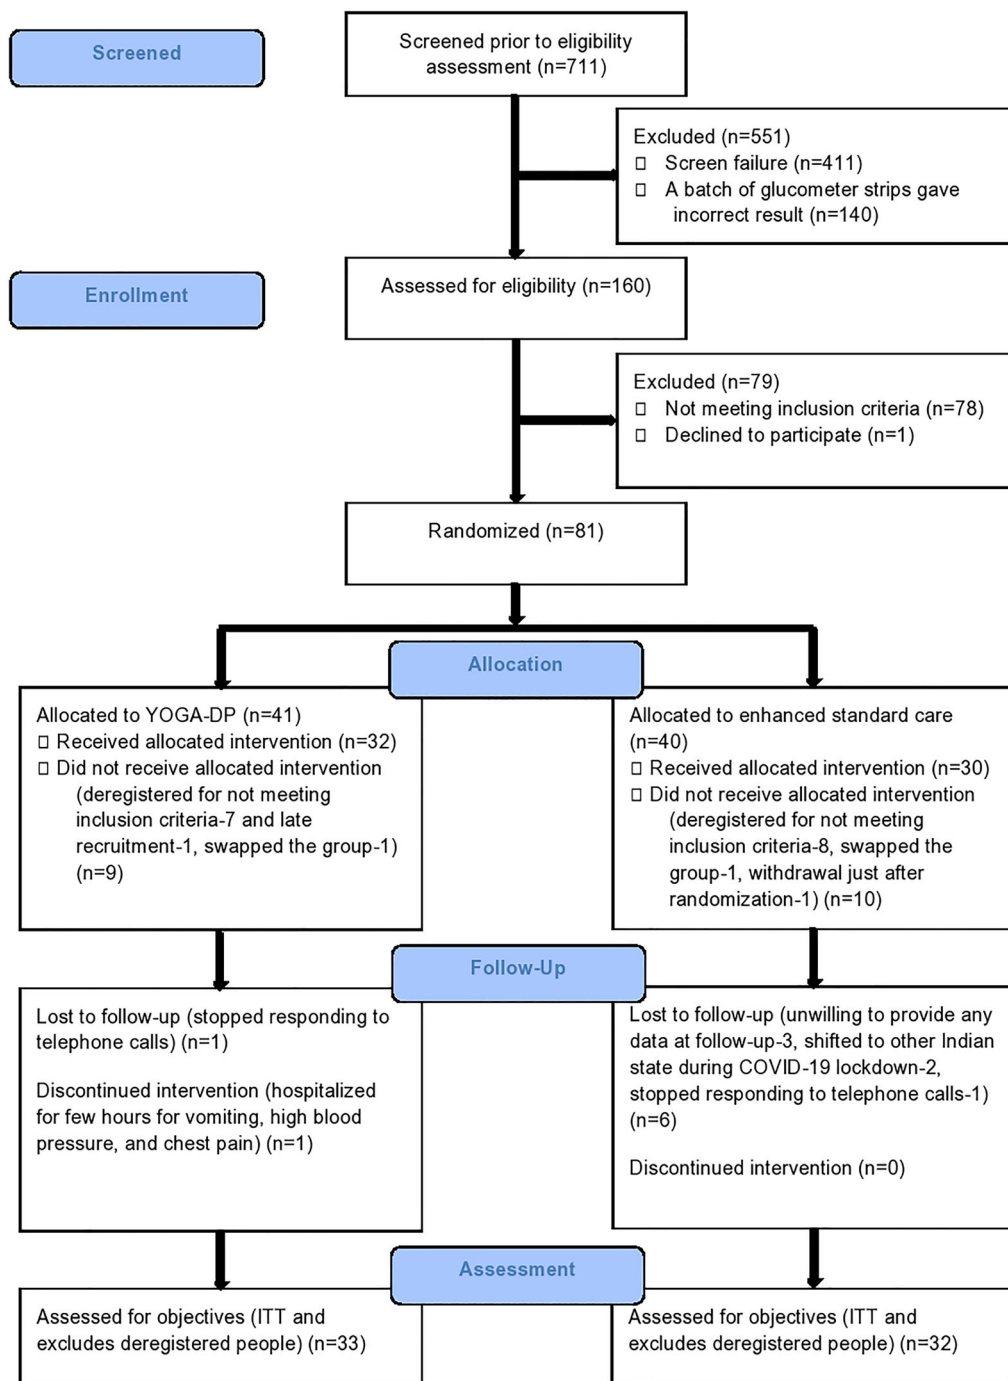 Screened
Screened prior to eligibility
assessment (n=711)
Excluded (n=551)
Screen failure (n=411)
A batch of glucometer strips gave
incorrect result (n=140)
Enrollment
Assessed for eligibility (n=160)
Excluded (n=79)
Not meeting inclusion criteria (n=78)
Declined to participate (n=1)
Randomized (n=81)
Allocation
Allocated to YOGA-DP (n=41)
Received allocated intervention (n=32)
Did not receive allocated intervention
(deregistered for not meeting
inclusion criteria-7 and late
recruitment-1, swapped the group-1)
(n=9)
Allocated to enhanced standard care
(n=40)
Received allocated intervention (n=30)
Did not receive allocated intervention
(deregistered for not meeting
inclusion criteria-8, swapped the
group-1, withdrawal just after
randomization-1) (n=10)
Follow-Up
Lost to follow-up (stopped responding to
telephone calls) (n=1)
Discontinued intervention (hospitalized
for few hours for vomiting, high blood
pressure, and chest pain) (n=1)
Lost to follow-up (unwilling to provide any
data at follow-up-3, shifted to other Indian
state during COVID-19 lockdown-2,
stopped responding to telephone calls-1)
(n=6)
Discontinued intervention (n=0)
Assessment
Assessed for objectives (ITT and
excludes deregistered people) (n=33)
Assessed for objectives (ITT and
excludes deregistered people) (n=32)